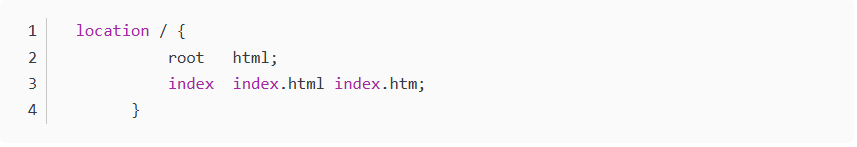 1 location / {
2 root html;
3 index index.html index.htm;
4 }